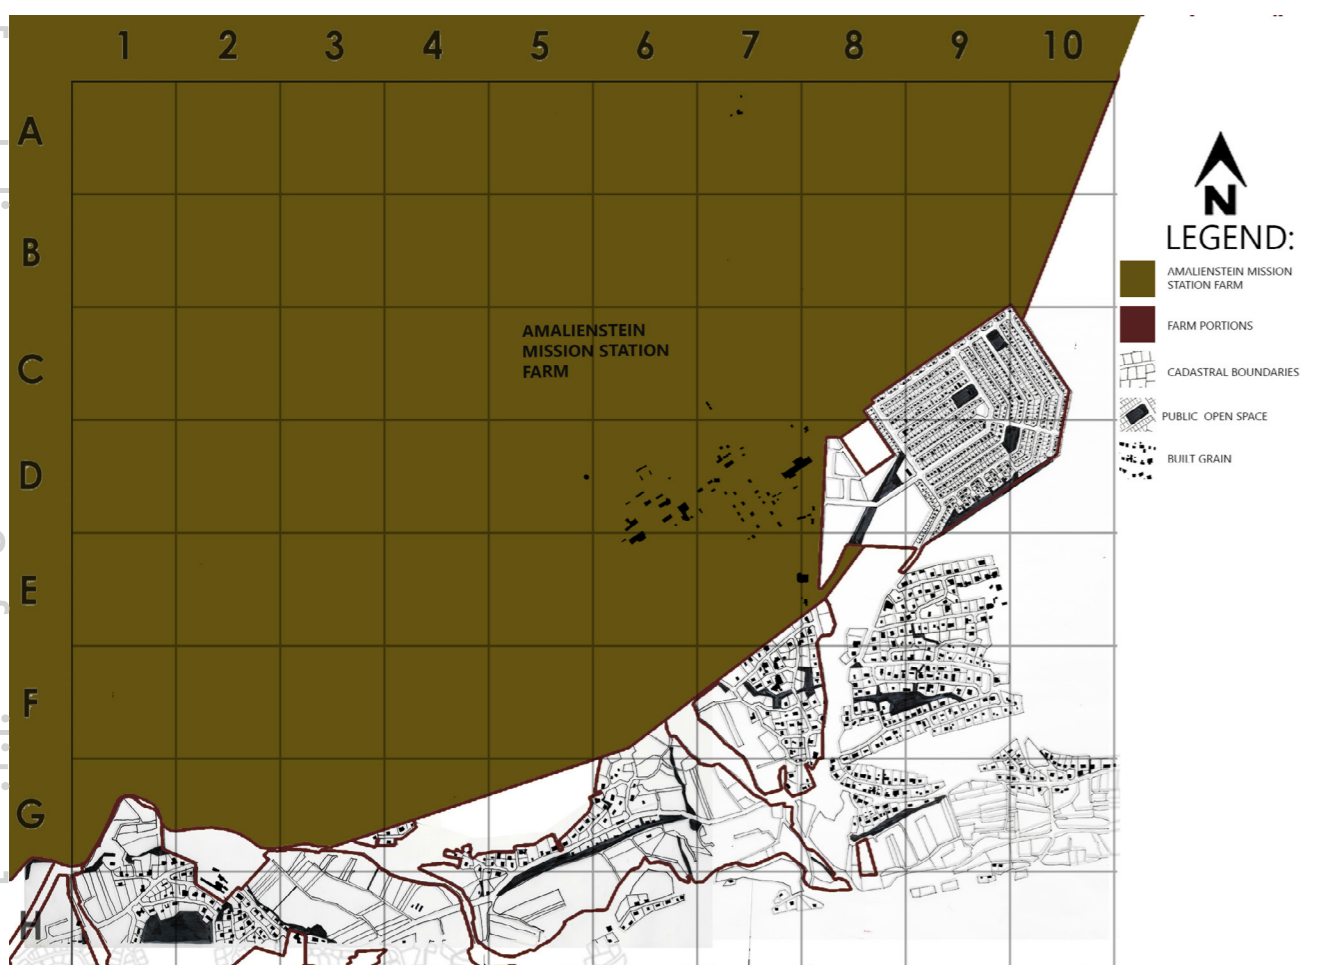 1 2 3 4 5 6 7 8 9 10
A
B
C
D
E
F
G
H
AMALIENSTEIN
MISSION STATION
FARM
N
LEGEND:
AMALIENSTEIN MISSION
STATION FARM
FARM PORTIONS
CADASTRAL BOUNDARIES
PUBLIC OPEN SPACE
BUILT GRAIN